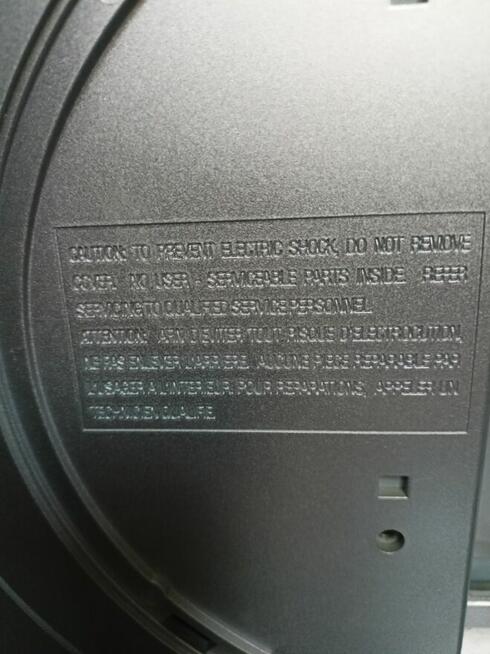 CAUTION: TO PREVENT ELECTRIC SHOCK, DO NOT REMOVE
COVER. NO USER - SERVICEABLE PARTS INSIDE. REFER
SERVICING TO QUALIFIED SERVICE PERSONNEL.
ATTENTION: AFIN D'EVITER TOUT RISQUE D'ELECTROCUTION,
NE PAS ENLEVER L'ARRIERE. AUCUNE PIECE REPARABLE PAR
L'USAGER A L'INTERIEUR. POUR REPARATIONS, APPELER UN
TECHNICIEN QUALIFIE.